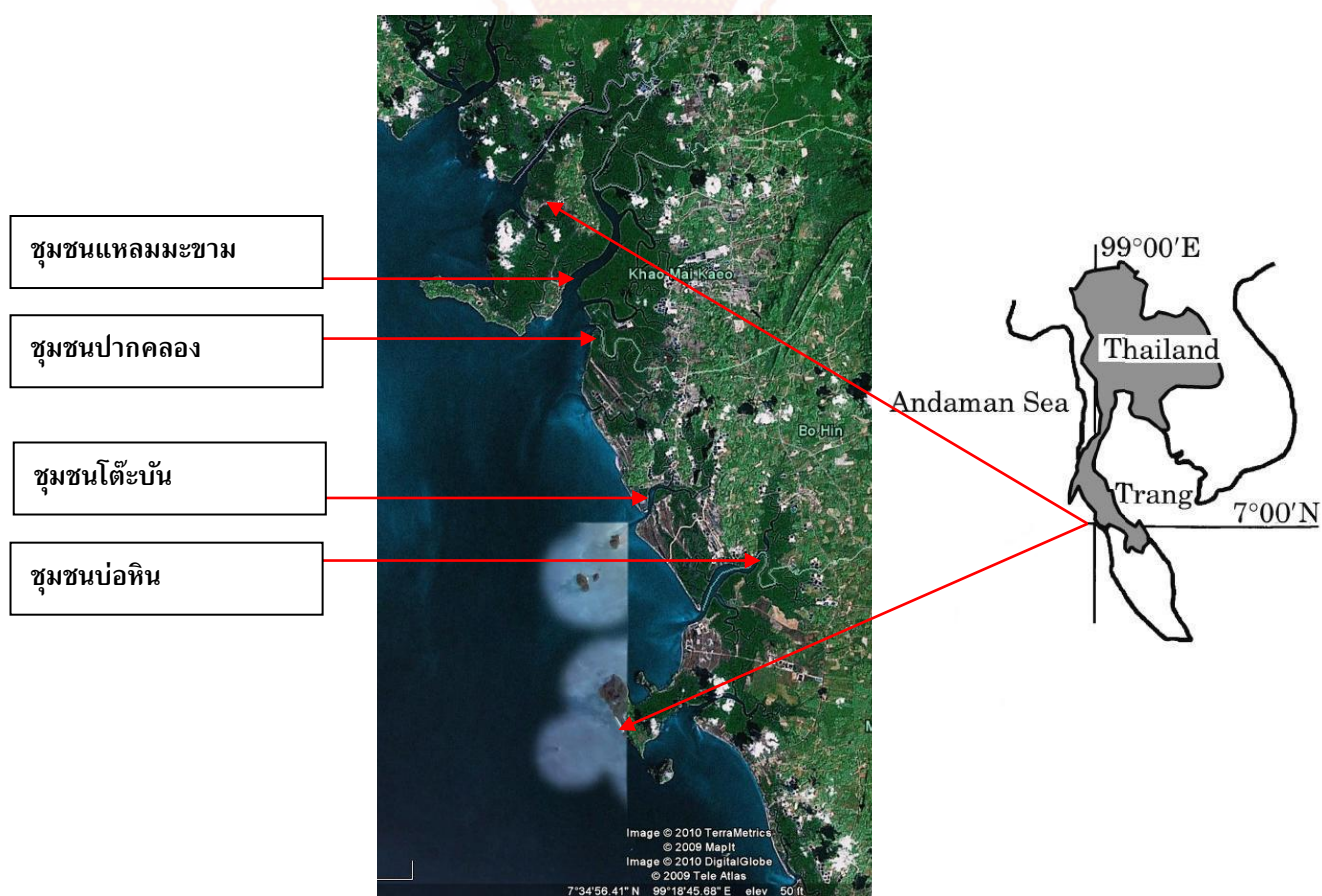 ชุมชนแหลมมะขาม
ชุมชนปากคลอง
ชุมชนโต๊ะบัน
ชุมชนบ่อหิน
Khao Mai Kaeo
Bo Hin
Image © 2010 TerraMetrics
© 2009 MapIt
Image © 2010 DigitalGlobe
© 2009 Tele Atlas
7°34'56.41" N 99°18'45.68" E elev 50 ft
99°00′E
Thailand
Andaman Sea
Trang
7°00′N